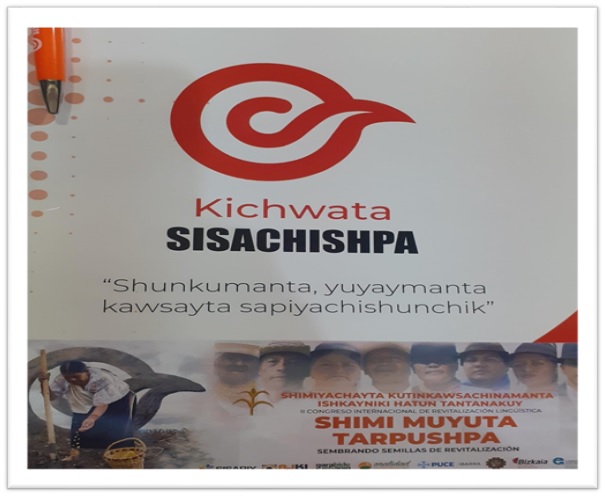 Kichwata
SISACHISHPA
“Shunkumanta, yuyaymanta
kawsayta sapiyachishunchik”
SHIMIYACHAYTA KUTINKAWSACHINAMANTA
ISHKAYNIKI HATUN TANTANAKUY
II CONGRESO INTERNACIONAL DE REVITALIZACIÓN LINGÜÍSTICA
SHIMI MUYUTA
TARPUSHPA
SEMBRANDO SEMILLAS DE REVITALIZACIÓN
PUCE
Bizkaia